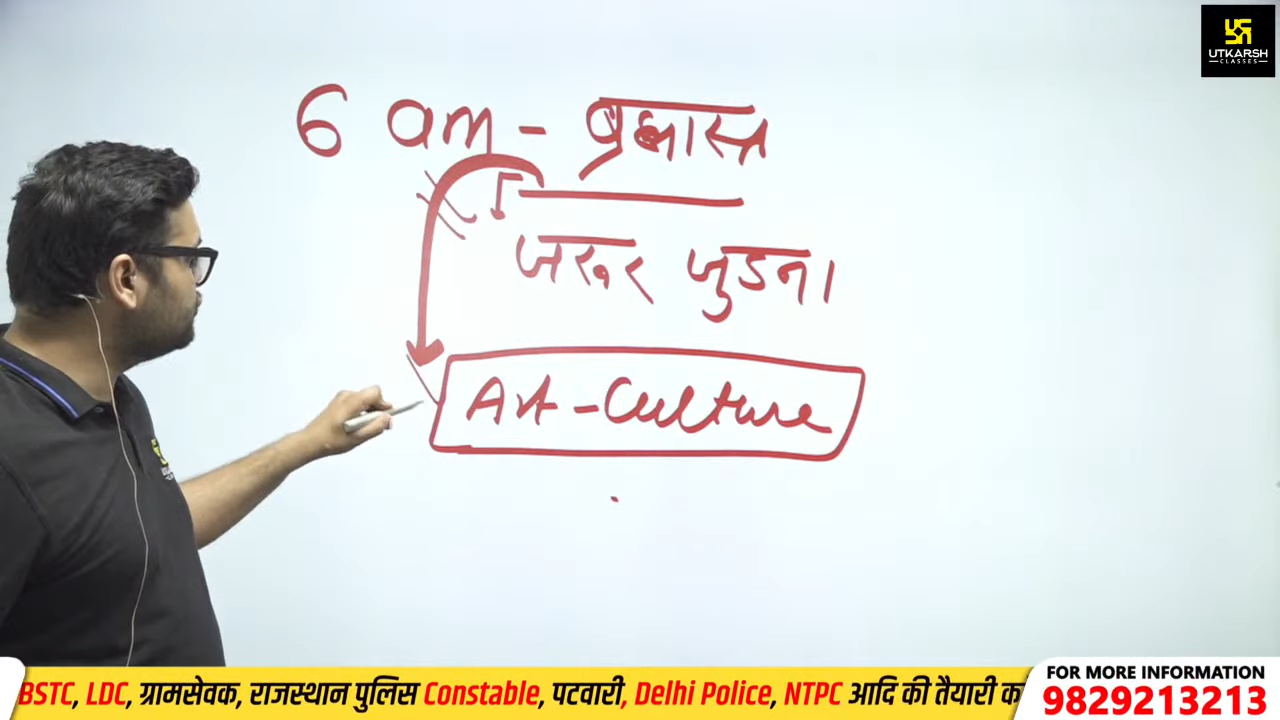 UTKARSH
CLASSES
6 am - ब्रह्मास्त्र
जरूर जुडना
Art - Culture
BSTC, LDC, ग्रामसेवक, राजस्थान पुलिस Constable, पटवारी, Delhi Police, NTPC आदि की तैयारी क
FOR MORE INFORMATION
9829213213